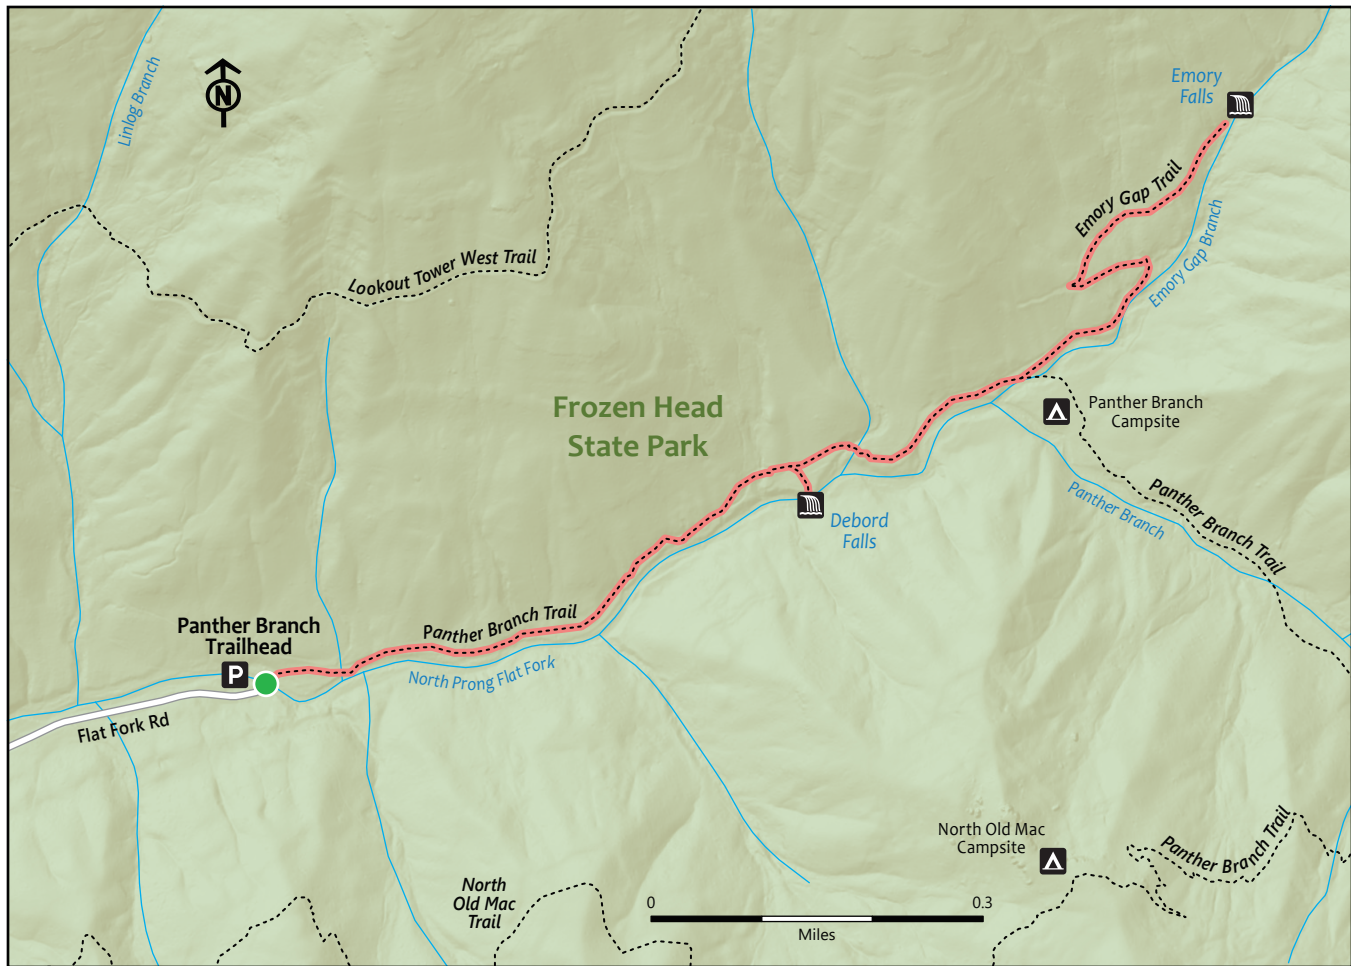 Emory
Falls
Linlog Branch
N
Emory Gap Trail
Emory Gap Branch
Lookout Tower West Trail
Frozen Head
State Park
Panther Branch
Campsite
Panther Branch Trail
Panther Branch
Debord
Falls
Panther Branch
Trailhead
P
Panther Branch Trail
North Prong Flat Fork
Flat Fork Rd
North Old Mac
Campsite
Panther Branch Trail
North
Old Mac
Trail
0 0.3
Miles